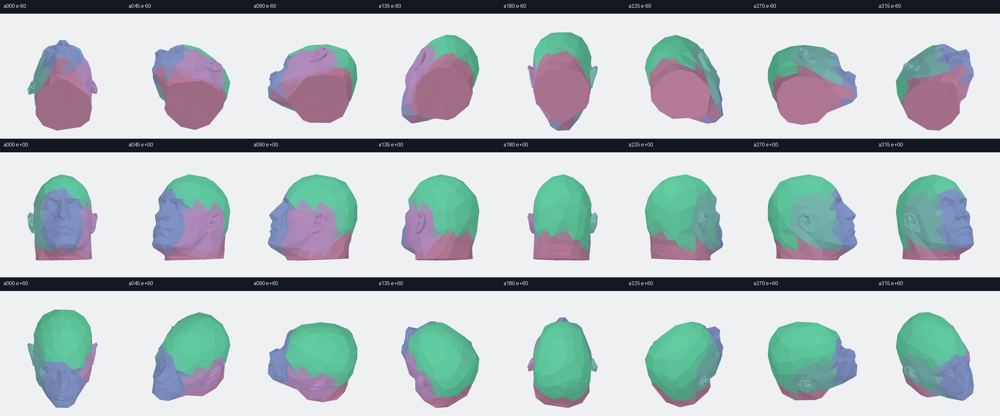 a000 e-60 a045 e-60 a090 e-60 a135 e-60 a180 e-60 a225 e-60 a270 e-60 a315 e-60
a000 e+00 a045 e+00 a090 e+00 a135 e+00 a180 e+00 a225 e+00 a270 e+00 a315 e+00
a000 e+60 a045 e+60 a090 e+60 a135 e+60 a180 e+60 a225 e+60 a270 e+60 a315 e+60